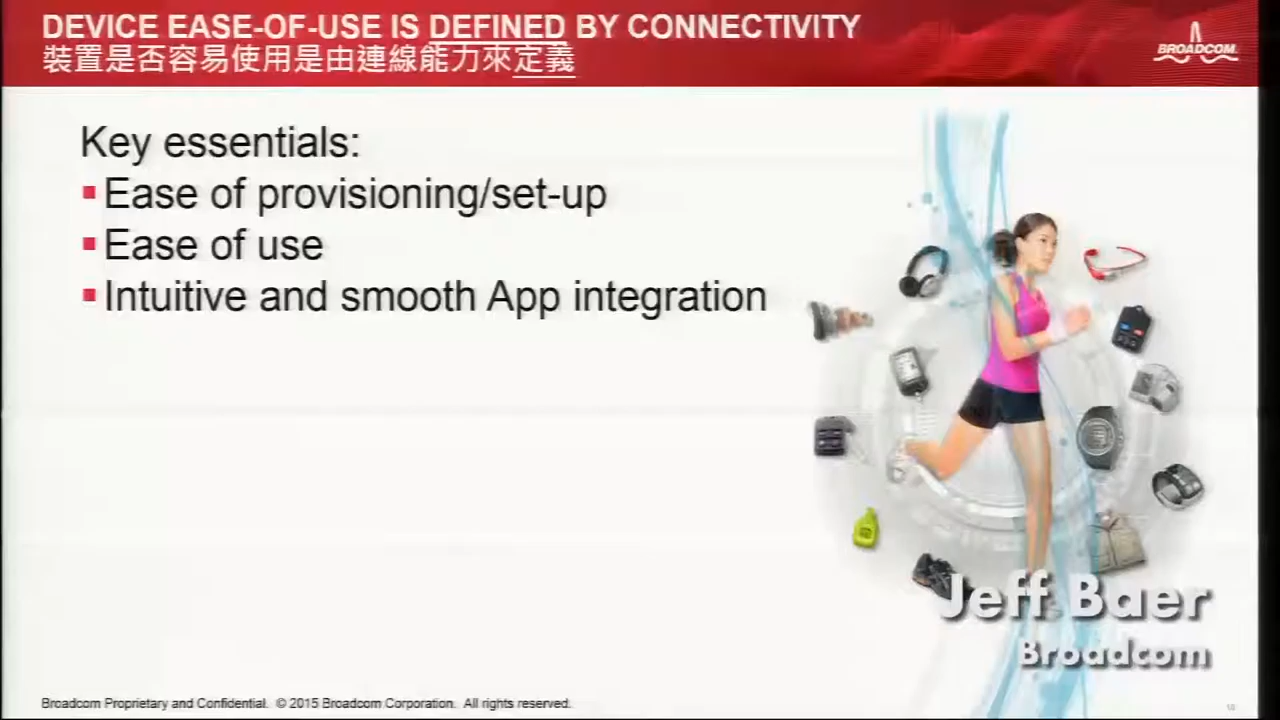 DEVICE EASE-OF-USE IS DEFINED BY CONNECTIVITY
裝置是否容易使用是由連線能力來定義
BROADCOM.
Key essentials:
▪Ease of provisioning/set-up
▪Ease of use
▪Intuitive and smooth App integration
Jeff Baer
Broadcom
Broadcom Proprietary and Confidential. © 2015 Broadcom Corporation. All rights reserved.